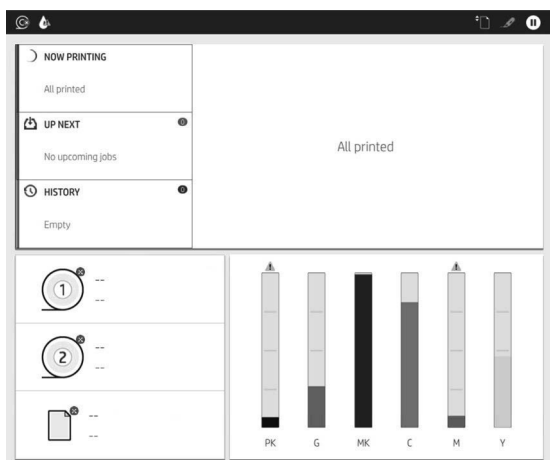 NOW PRINTING
All printed
UP NEXT
0
No upcoming jobs
HISTORY
0
Empty
All printed
1
--
--
2
--
--
--
--
PK
G
MK
C
M
Y